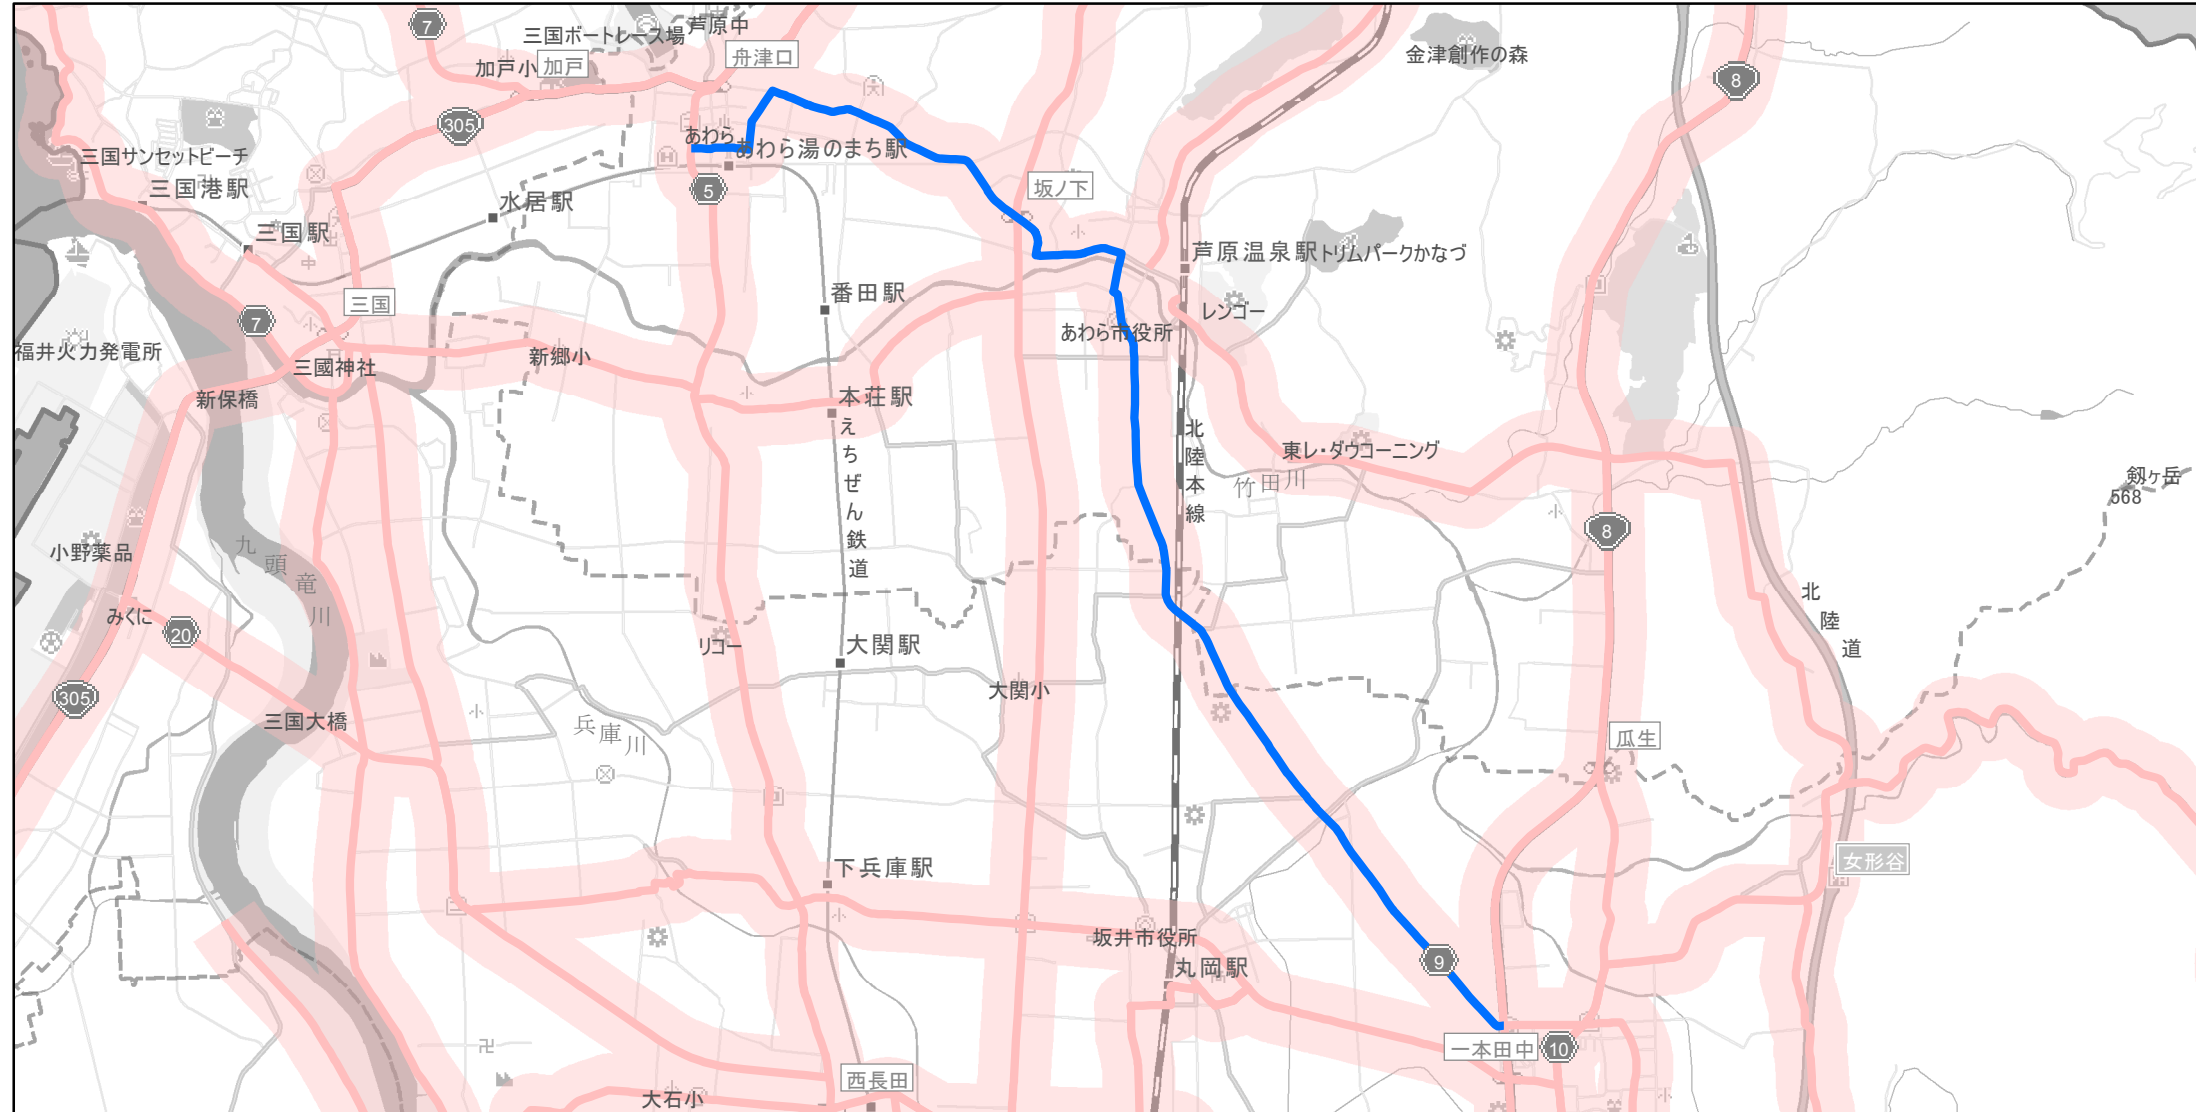 7
三国ボートレース場
芦原中
舟津口
加戸小
加戸
金津創作の森
8
305
あわら
あわら湯のまち駅
三国サンセットビーチ
三国港駅
5
水居駅
坂ノ下
三国駅
芦原温泉駅
トリムパークかなづ
中
小
番田駅
三国
7
レンゴー
あわら市役所
福井火力発電所
三國神社
新郷小
新保橋
本荘駅
えちぜん鉄道
北陸本線
東レ・ダウコーニング
竹田川
剱ヶ岳
568
8
小野薬品
九頭竜川
みくに
20
リコー
大関駅
北陸道
305
三国大橋
大関小
兵庫川
瓜生
下兵庫駅
女形谷
坂井市役所
丸岡駅
9
一本田中
10
西長田
大石小